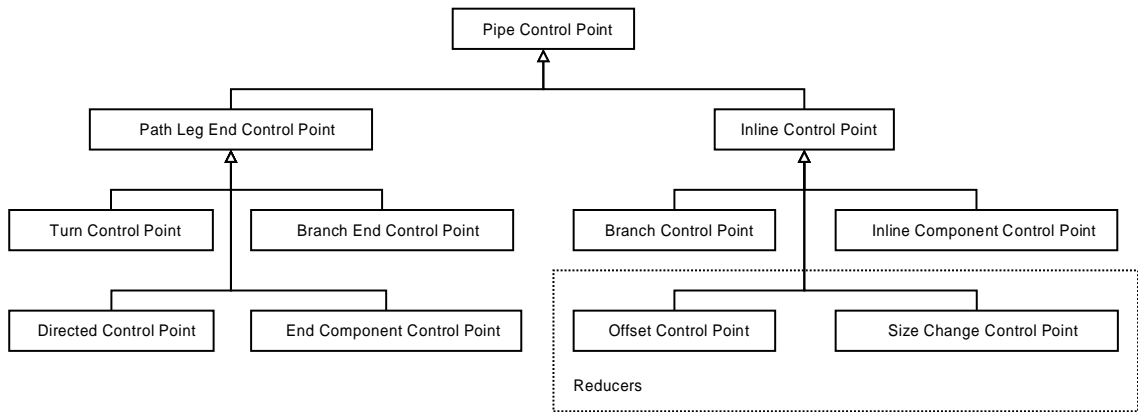 Pipe Control Point
Path Leg End Control Point
Inline Control Point
Turn Control Point
Branch End Control Point
Branch Control Point
Inline Component Control Point
Directed Control Point
End Component Control Point
Offset Control Point
Size Change Control Point
Reducers